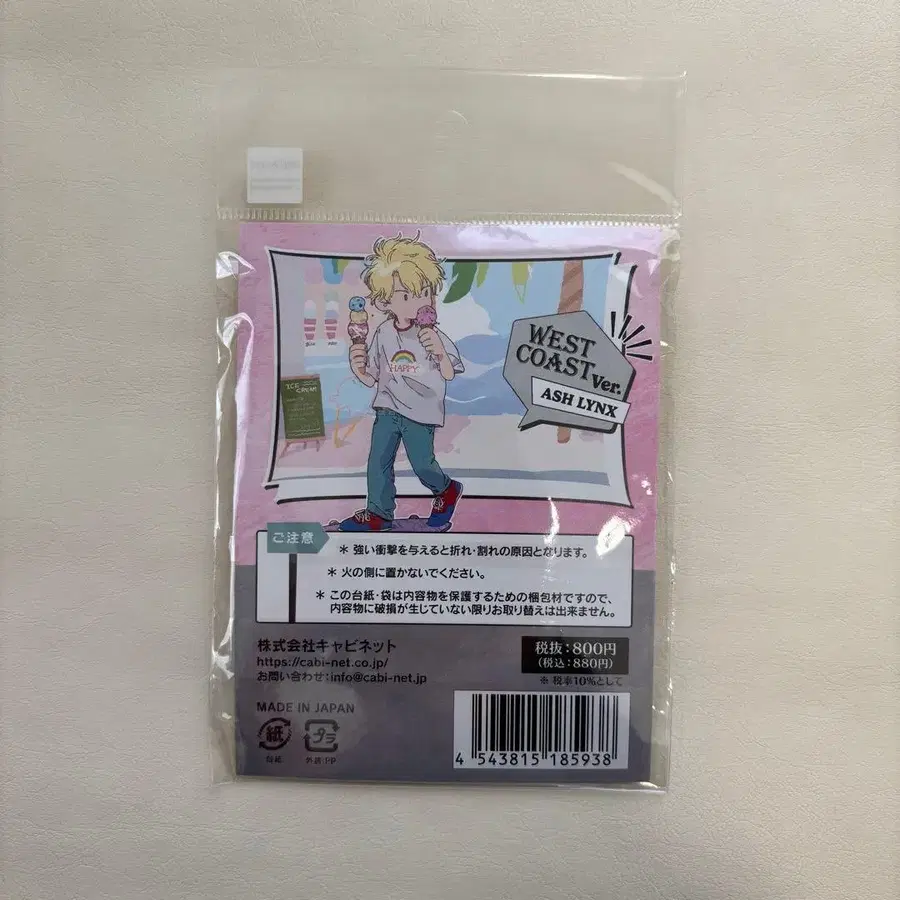 ICE
CREAM
HAPPY
WEST
COAST Ver.
ASH LYNX
ご注意
＊ 強い衝撃を与えると折れ・割れの原因となります。
＊ 火の側に置かないでください。
＊ この台紙・袋は内容物を保護するための梱包材ですので、
内容物に破損が生じていない限りお取り替えは出来ません。
株式会社キャビネット
https://cabi-net.co.jp/
お問い合わせ:info@cabi-net.jp
税抜：800円
（税込：880円）
※ 税率10%として
MADE IN JAPAN
紙
プラ
台紙
外袋:PP
4 543815 185938